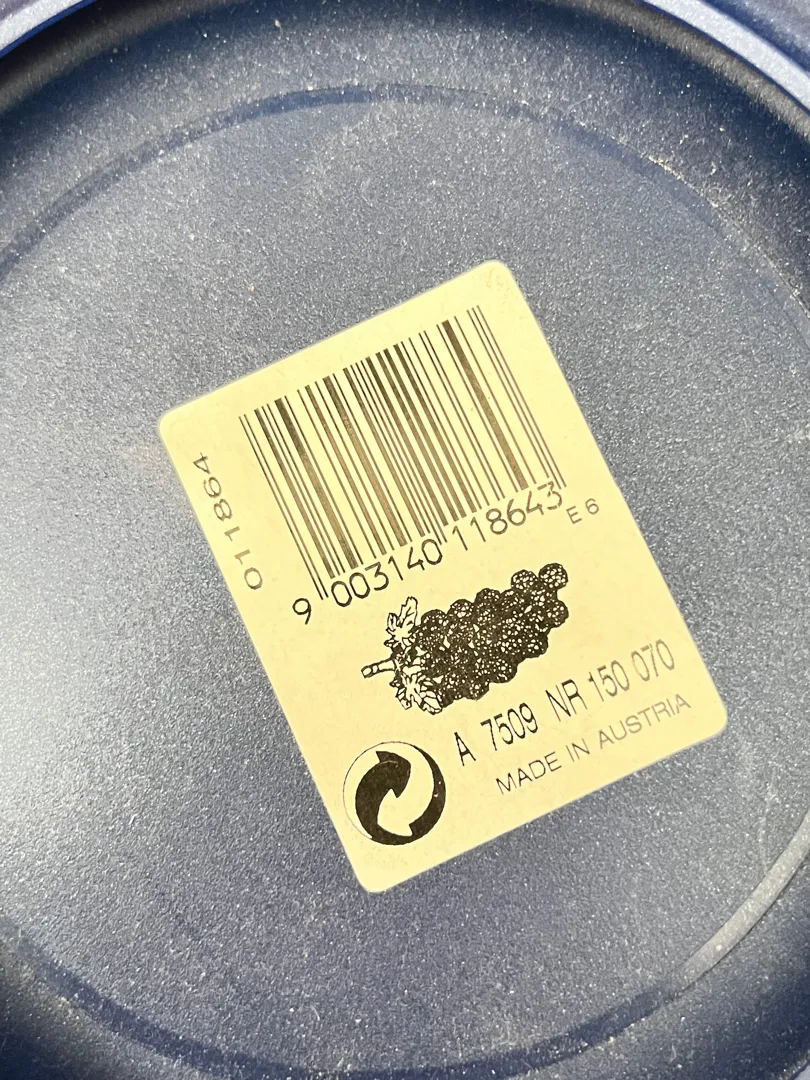 011864
9 003140 118643
E 6
A 7509 NR 150 070
MADE IN AUSTRIA